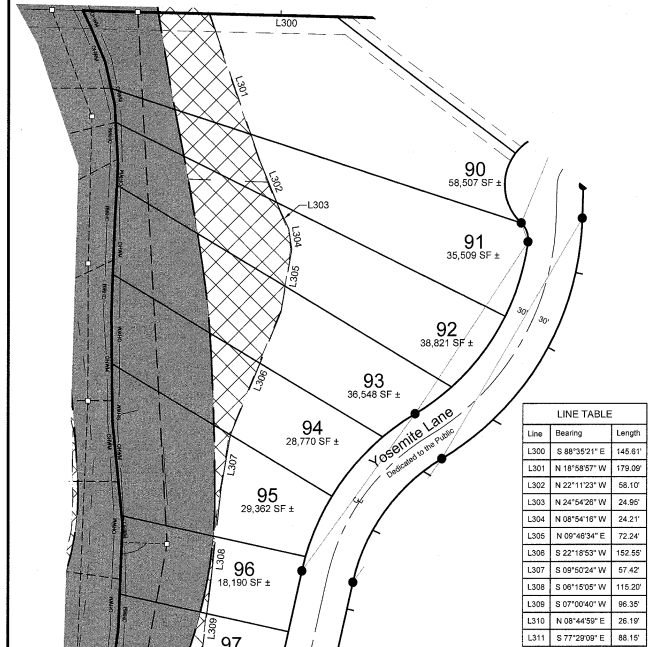 L300
L301
L302
L303
L304
L305
L306
L307
L308
L309
90
58,507 SF ±
91
35,509 SF ±
92
38,821 SF ±
93
36,548 SF ±
94
28,770 SF ±
95
29,362 SF ±
96
18,190 SF ±
97
30' 30'
Yosemite Lane
Dedicated to the Public
LINE TABLE
Line Bearing Length
L300 S 88°35'21" E 145.61'
L301 N 18°58'57" W 179.09'
L302 N 22°11'23" W 58.10'
L303 N 24°54'26" W 24.95'
L304 N 08°54'16" W 24.21'
L305 N 09°46'34" E 72.24'
L306 S 22°18'53" W 152.55'
L307 S 09°50'24" W 57.42'
L308 S 06°15'05" W 115.20'
L309 S 07°00'40" W 96.35'
L310 N 08°44'59" E 26.19'
L311 S 77°29'09" E 88.15'